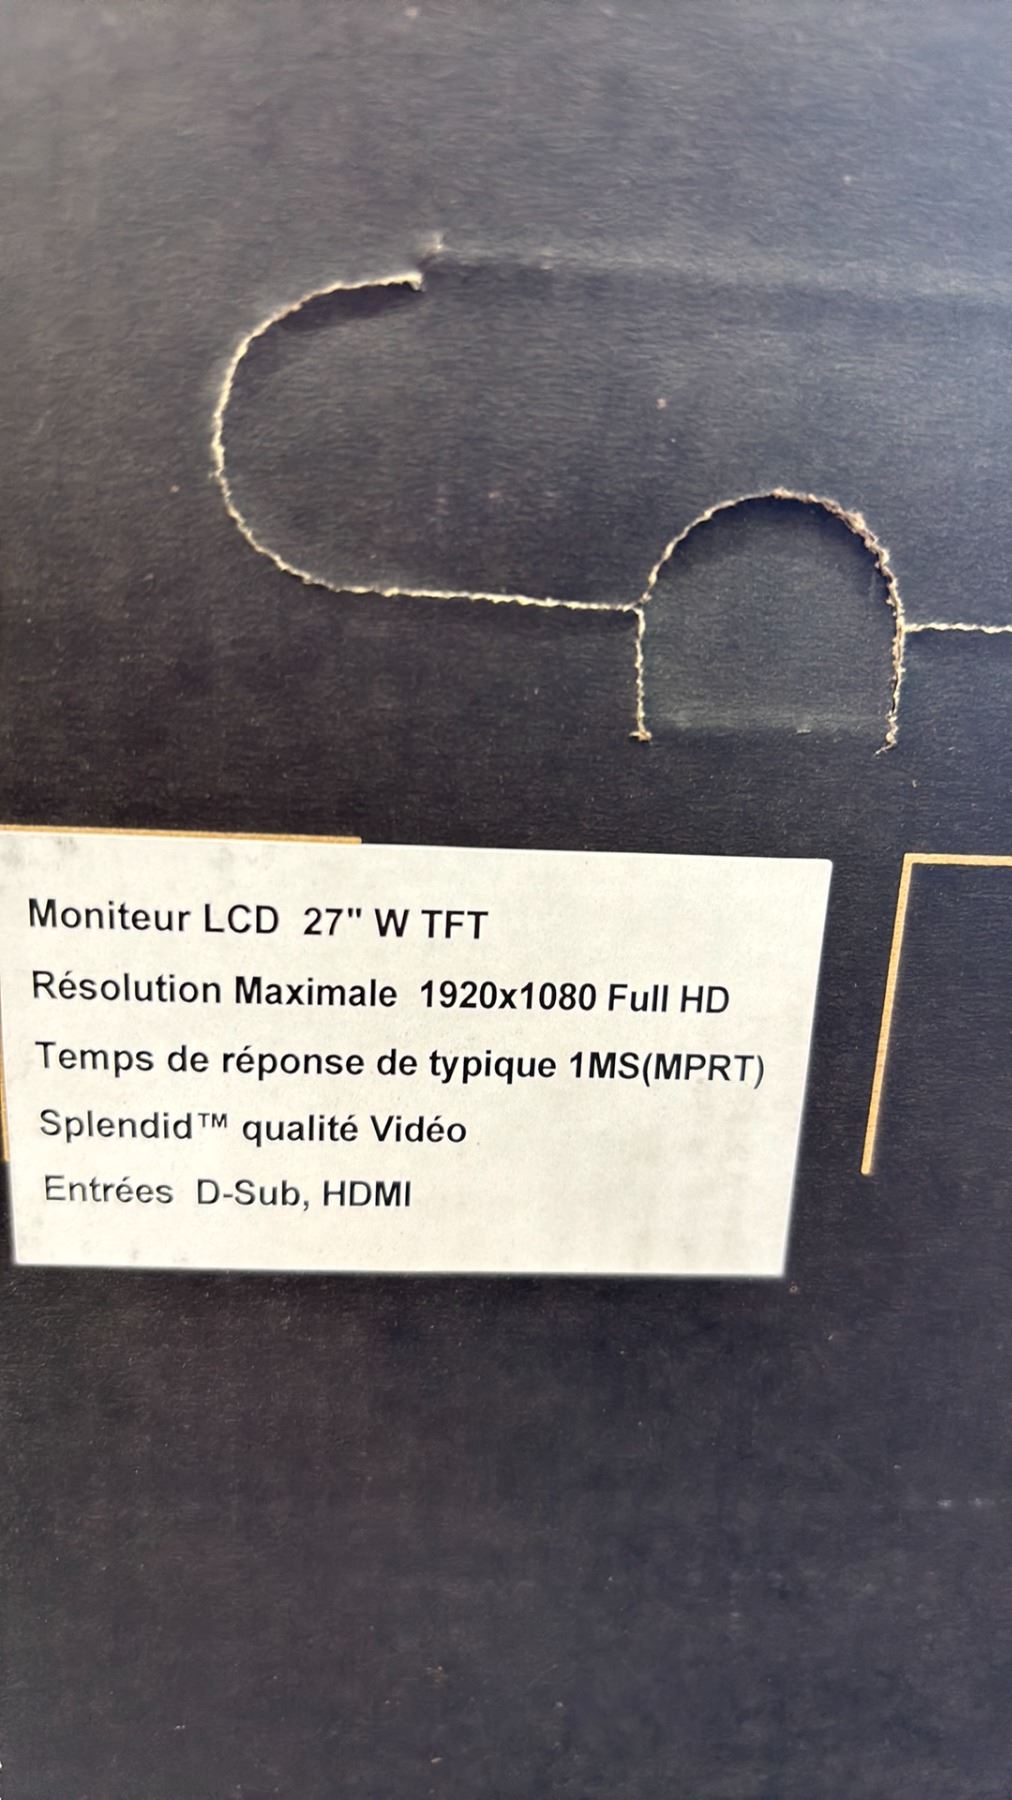 Moniteur LCD 27" W TFT
Résolution Maximale 1920x1080 Full HD
Temps de réponse de typique 1MS(MPRT)
Splendid™ qualité Vidéo
Entrées D-Sub, HDMI